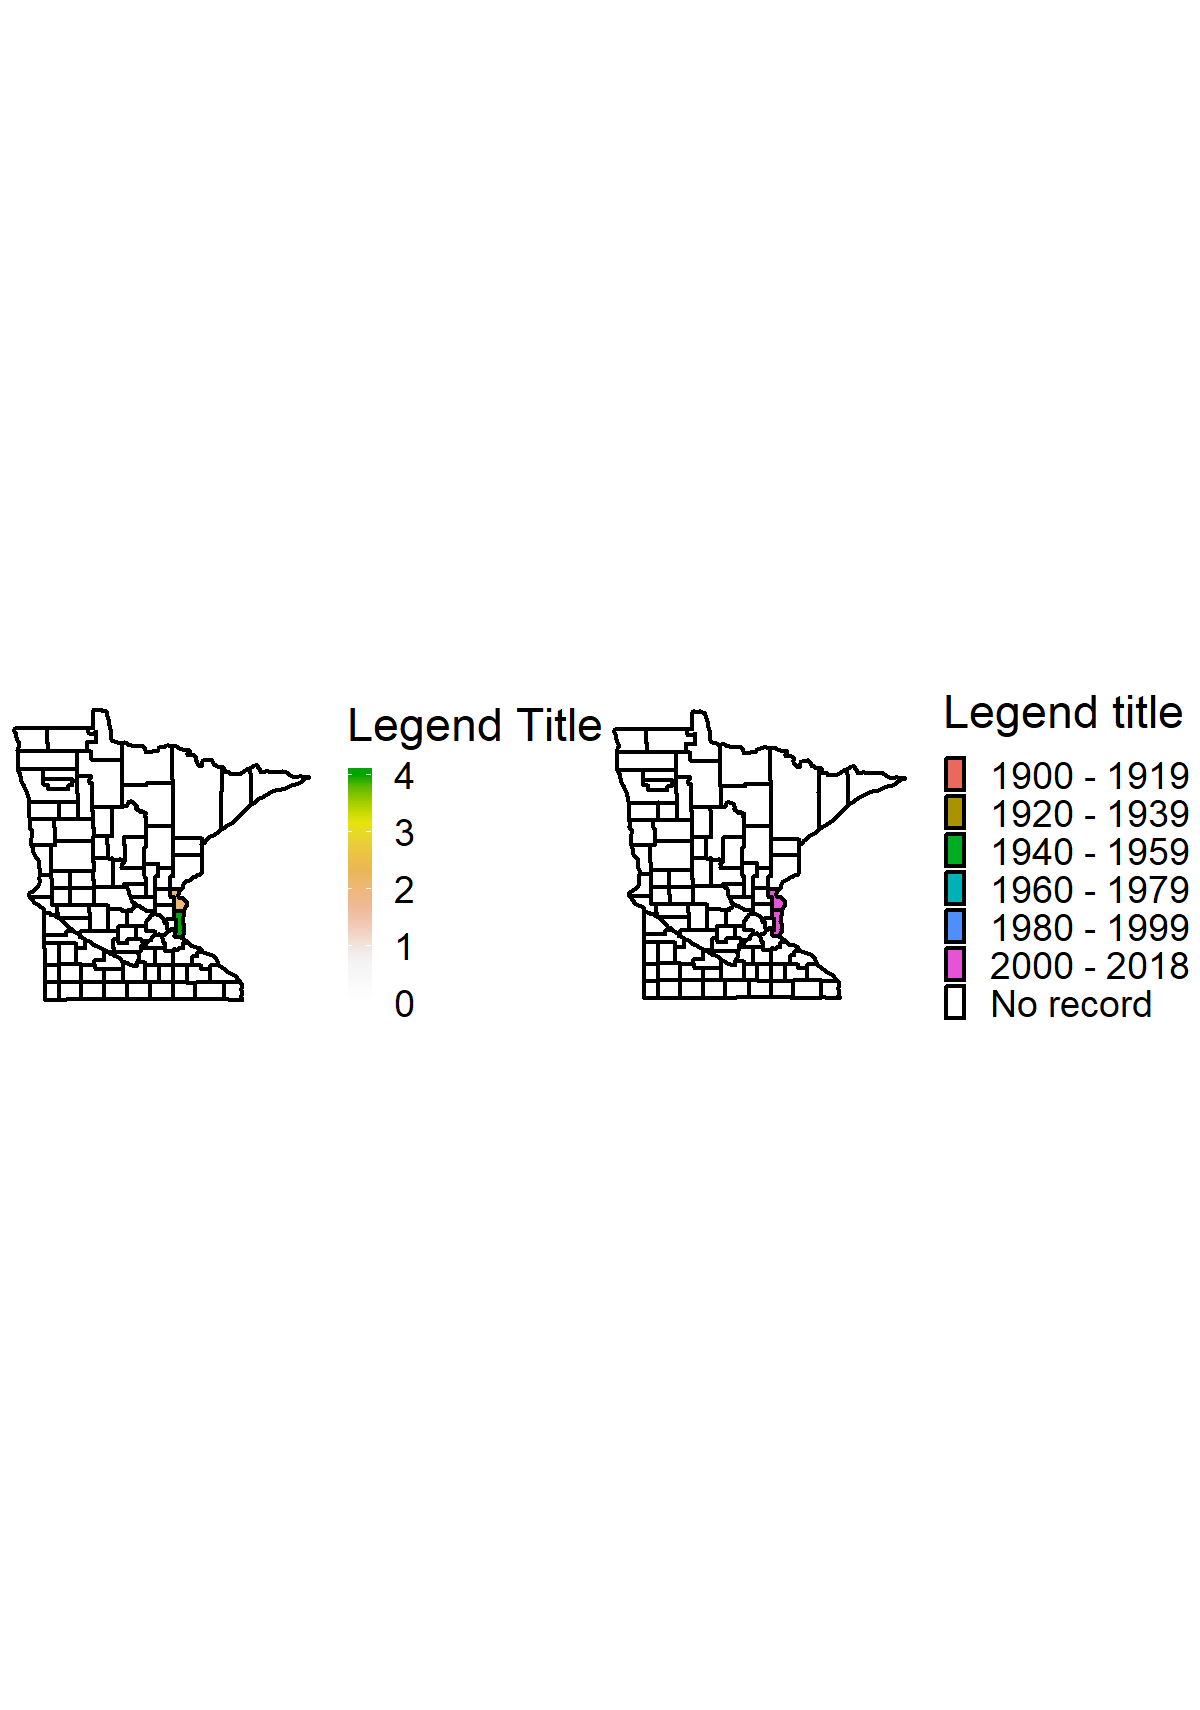 Legend Title
4
3
2
1
0
Legend title
1900 - 1919
1920 - 1939
1940 - 1959
1960 - 1979
1980 - 1999
2000 - 2018
No record